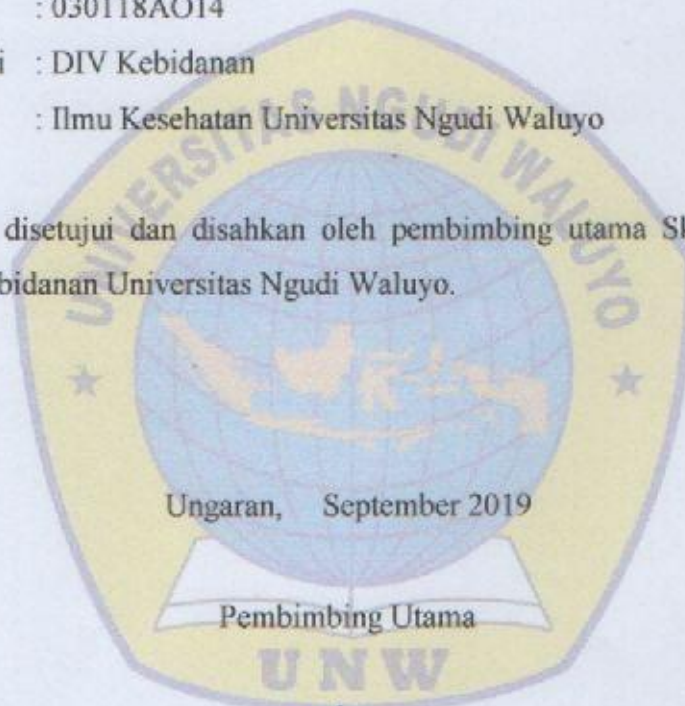 : 030118AO14
i : DIV Kebidanan
: Ilmu Kesehatan Universitas Ngudi Waluyo
UNIVERSITAS NGUDI WALUYO
disetujui dan disahkan oleh pembimbing utama
bidanan Universitas Ngudi Waluyo.
Ungaran, September 2019
Pembimbing Utama
UNW